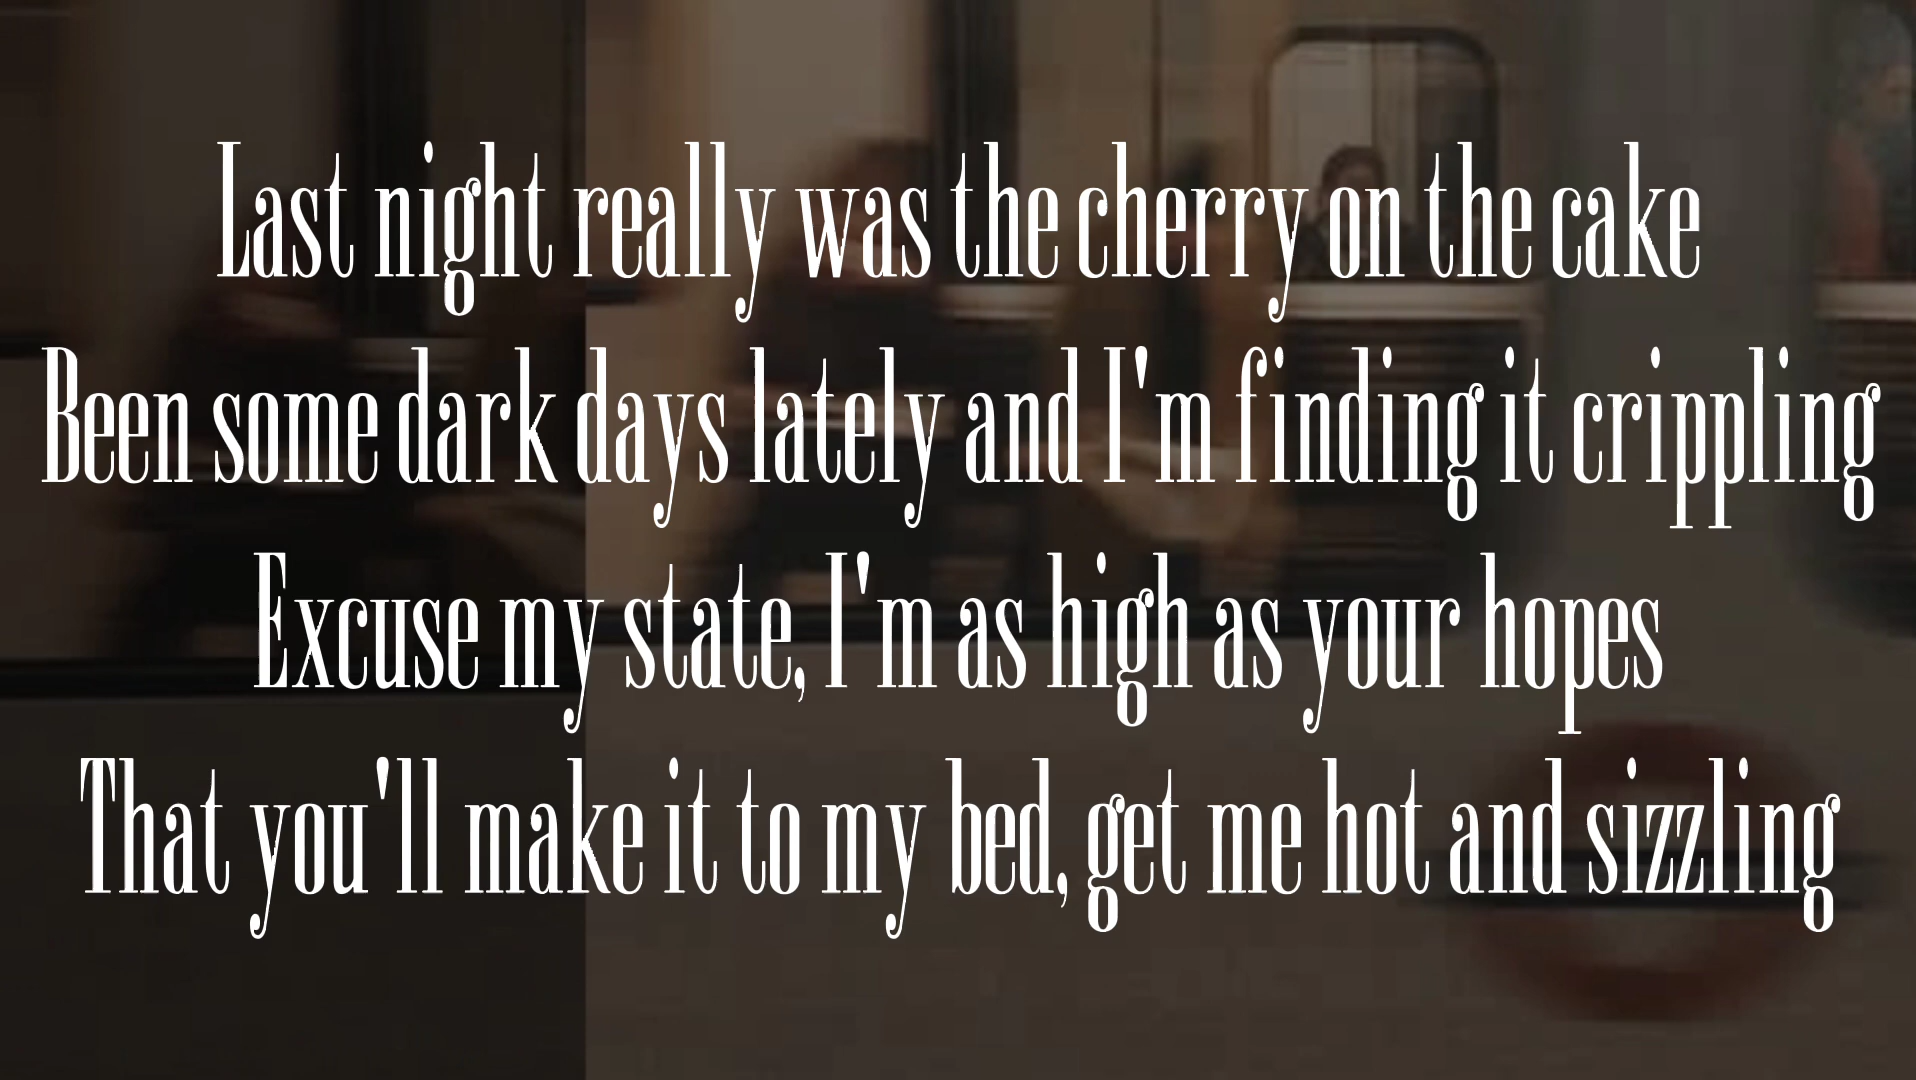 Last night really was the cherry on the cake
Been some dark days lately and I'm finding it crippling
Excuse my state, I'm as high as your hopes
That you'll make it to my bed, get me hot and sizzling